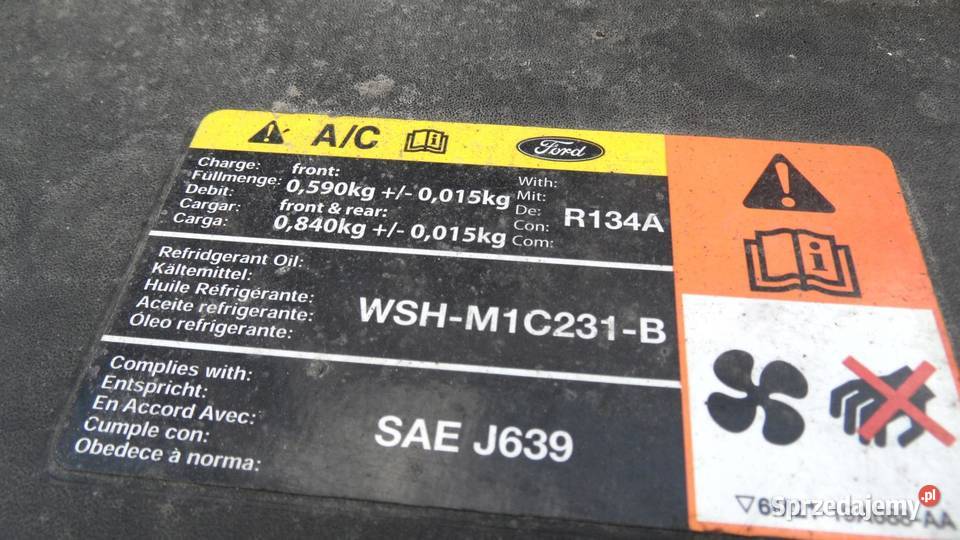 A/C
Ford
Charge:
Füllmenge:
Debit:
Cargar:
Carga:
front:
0,590kg +/- 0,015kg
front & rear:
0,840kg +/- 0,015kg
With:
Mit:
De:
Con:
Com:
R134A
Refridgerant Oil:
Kältemittel:
Huile Réfrigérante:
Aceite refrigerante:
Óleo refrigerante:
WSH-M1C231-B
Complies with:
Entspricht:
En Accord Avec:
Cumple con:
Obedece à norma:
SAE J639
Sprzedajemy.pl